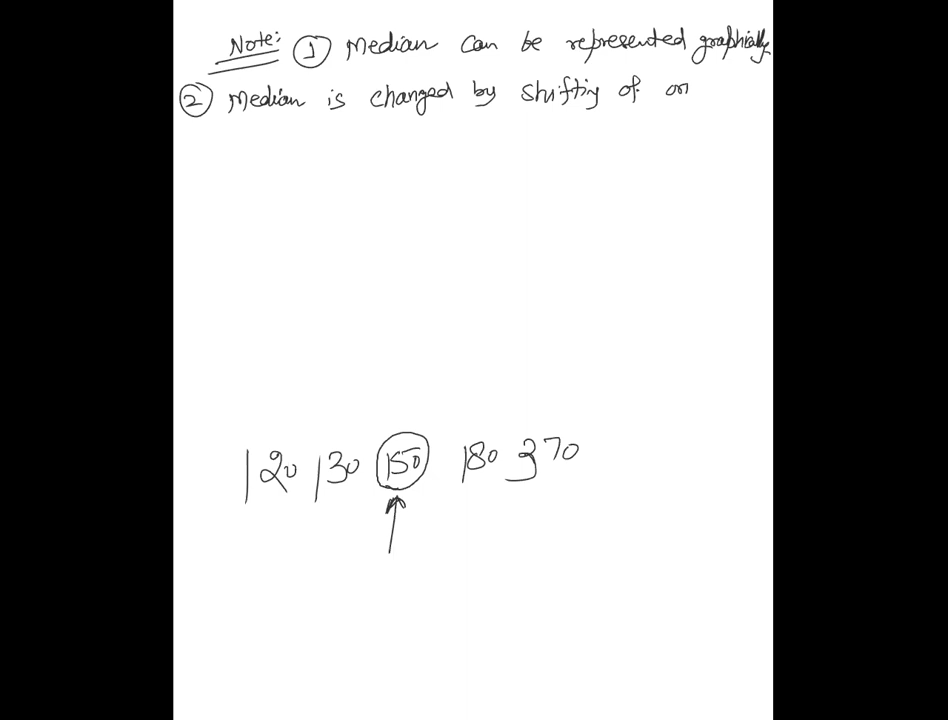 Note: ① Median can be represented graphically
② Median is changed by shifting of on
120 130 150 180 370